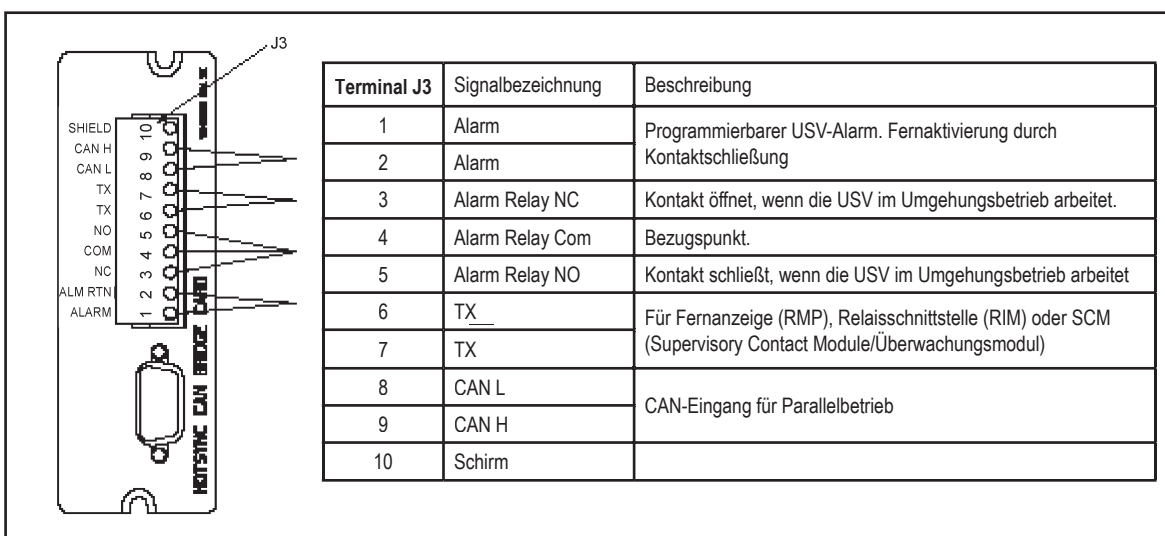 J3
SHIELD 10
CAN H 9
CAN L 8
TX 7
TX 6
NO 5
COM 4
NC 3
ALM RTN 2
ALARM 1
HOTSYNC CAN BRIDGE CARD
Terminal J3 Signalbezeichnung Beschreibung
1 Alarm Programmierbarer USV-Alarm. Fernaktivierung durch
Kontaktschließung
2 Alarm
3 Alarm Relay NC Kontakt öffnet, wenn die USV im Umgehungsbetrieb arbeitet.
4 Alarm Relay Com Bezugspunkt.
5 Alarm Relay NO Kontakt schließt, wenn die USV im Umgehungsbetrieb arbeitet
6 TX Für Fernanzeige (RMP), Relaisschnittstelle (RIM) oder SCM
(Supervisory Contact Module/Überwachungsmodul)
7 TX
8 CAN L CAN-Eingang für Parallelbetrieb
9 CAN H
10 Schirm